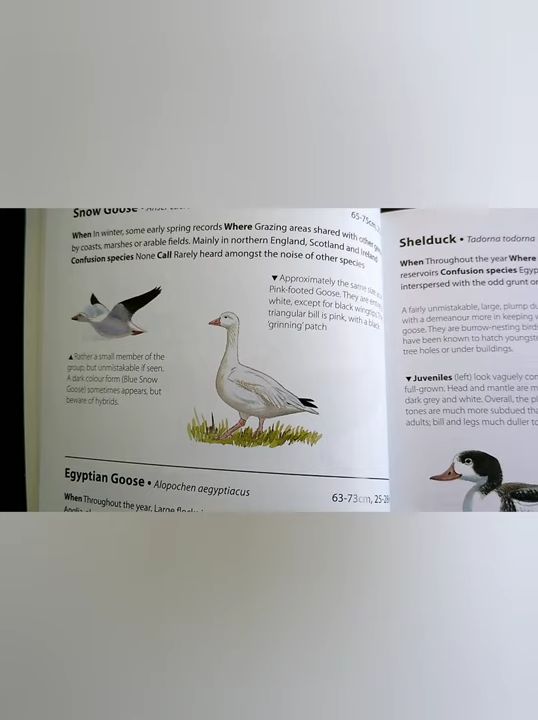 Snow Goose •
65-75cm,
When In winter, some early spring records Where Grazing areas shared with other
by coasts, marshes or arable fields. Mainly in northern England, Scotland and Ireland
Confusion species None Call Rarely heard amongst the noise of other species
▼ Approximately the same size
Pink-footed Goose. They are
white, except for black wingtips.
triangular bill is pink, with a black
'grinning' patch
▲ Rather a small member of the
group, but unmistakable if seen.
A dark colour form (Blue Snow
Goose) sometimes appears, but
beware of hybrids.
Egyptian Goose • Alopochen aegyptiacus
63-73cm, 25-28
When Throughout the year. Large
Shelduck • Tadorna tadorna
When Throughout the year Where
reservoirs Confusion species Egyp
interspersed with the odd grunt or
A fairly unmistakable, large, plump du
with a demeanour more in keeping w
goose. They are burrow-nesting birds
have been known to hatch youngst
tree holes or under buildings.
▼ Juveniles (left) look vaguely con
full-grown. Head and mantle are m
dark grey and white. Overall, the pl
tones are much more subdued tha
adults; bill and legs much duller to